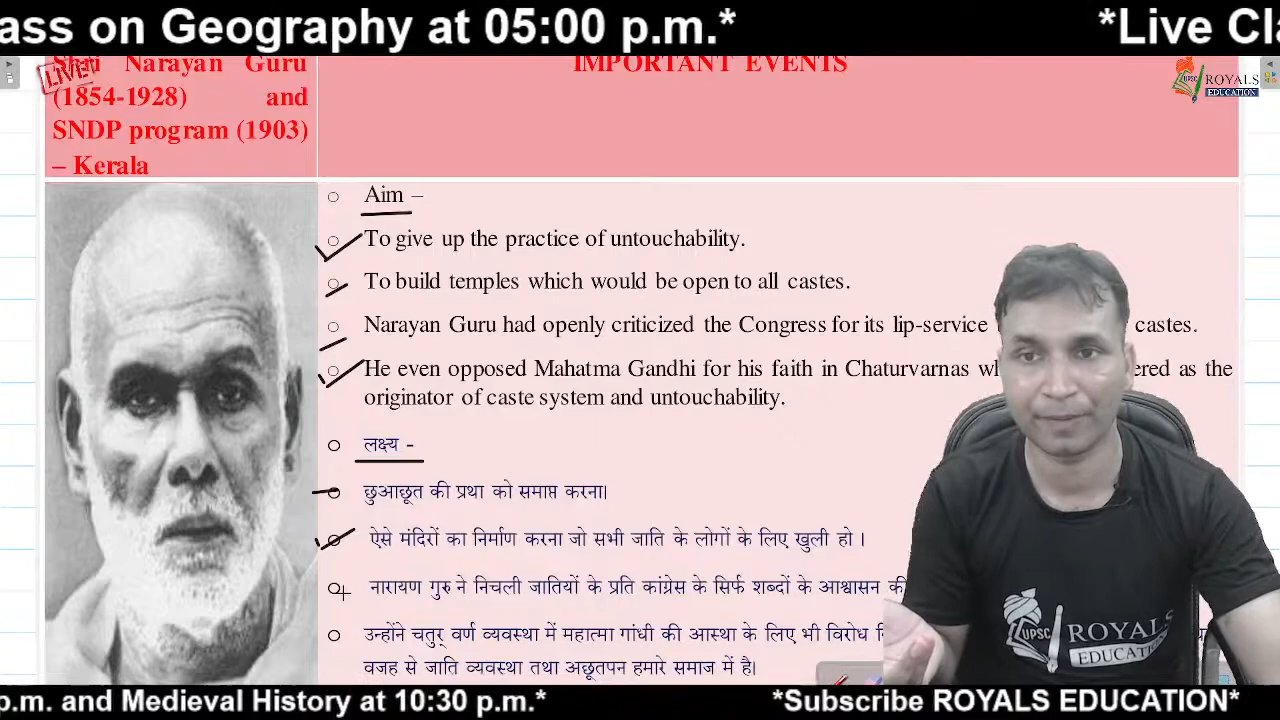 ass on Geography at 05:00 p.m.*
*Live Cla
Narayan Guru
(1854-1928) and
SNDP program (1903)
– Kerala
LIVE!
IMPORTANT EVENTS
UPSC ROYALS
EDUCATION
Aim –
To give up the practice of untouchability.
To build temples which would be open to all castes.
Narayan Guru had openly criticized the Congress for its lip-service castes.
He even opposed Mahatma Gandhi for his faith in Chaturvarnas ered as the
originator of caste system and untouchability.
लक्ष्य -
छुआछूत की प्रथा को समाप्त करना।
ऐसे मंदिरों का निर्माण करना जो सभी जाति के लोगों के लिए खुली हो ।
नारायण गुरु ने निचली जातियों के प्रति कांग्रेस के सिर्फ शब्दों के आश्वासन की
उन्होंने चतुर् वर्ण व्यवस्था में महात्मा गांधी की आस्था के लिए भी विरोध
वजह से जाति व्यवस्था तथा अछूतपन हमारे समाज में है।
UPSC ROYALS
EDUCATION
p.m. and Medieval History at 10:30 p.m.*
*Subscribe ROYALS EDUCATION*